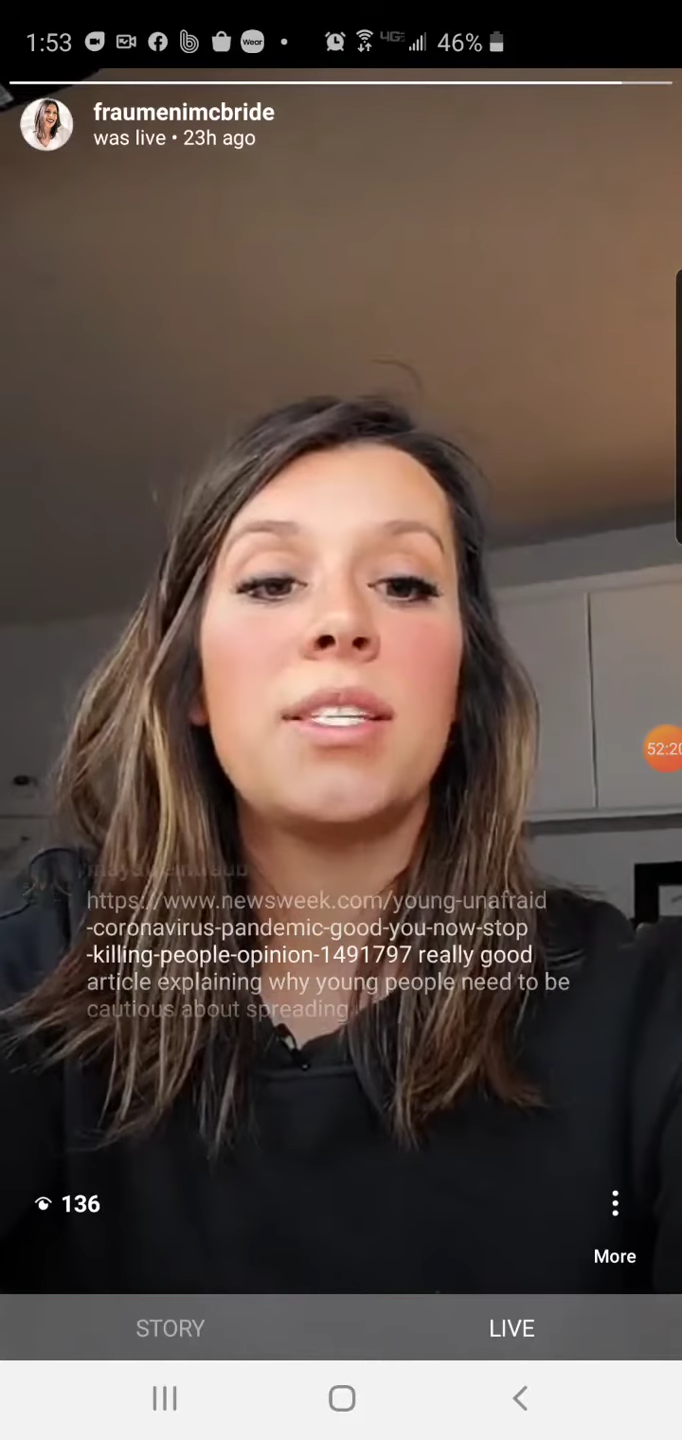 1:53
Wear
4GE
46%
fraumenimcbride
was live • 23h ago
52:20
https://www.newsweek.com/young-unafraid
-coronavirus-pandemic-good-you-now-stop
-killing-people-opinion-1491797 really good
article explaining why young people need to be
cautious about spreading
136
More
STORY
LIVE